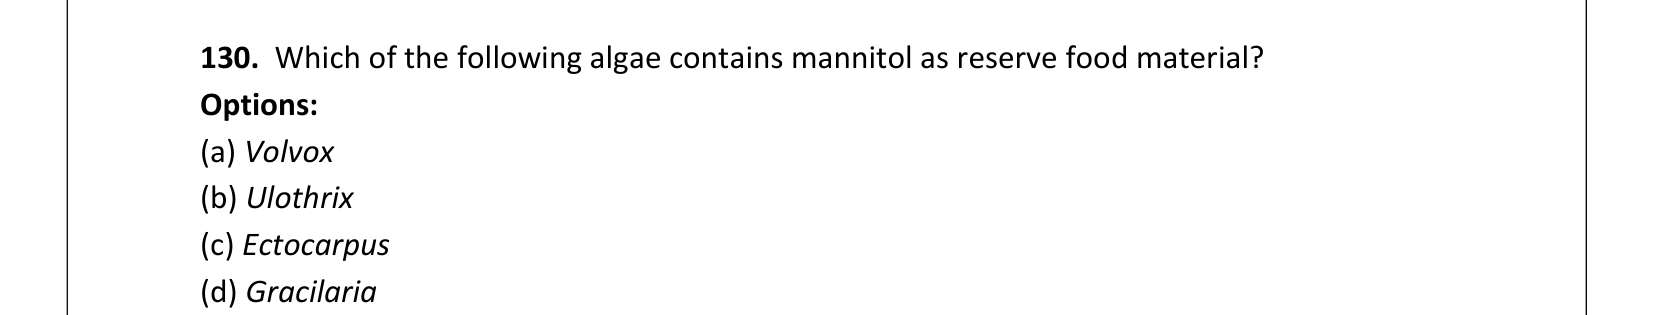 130. Which of the following algae contains mannitol as reserve food material?
Options:
(a) Volvox
(b) Ulothrix
(c) Ectocarpus
(d) Gracilaria